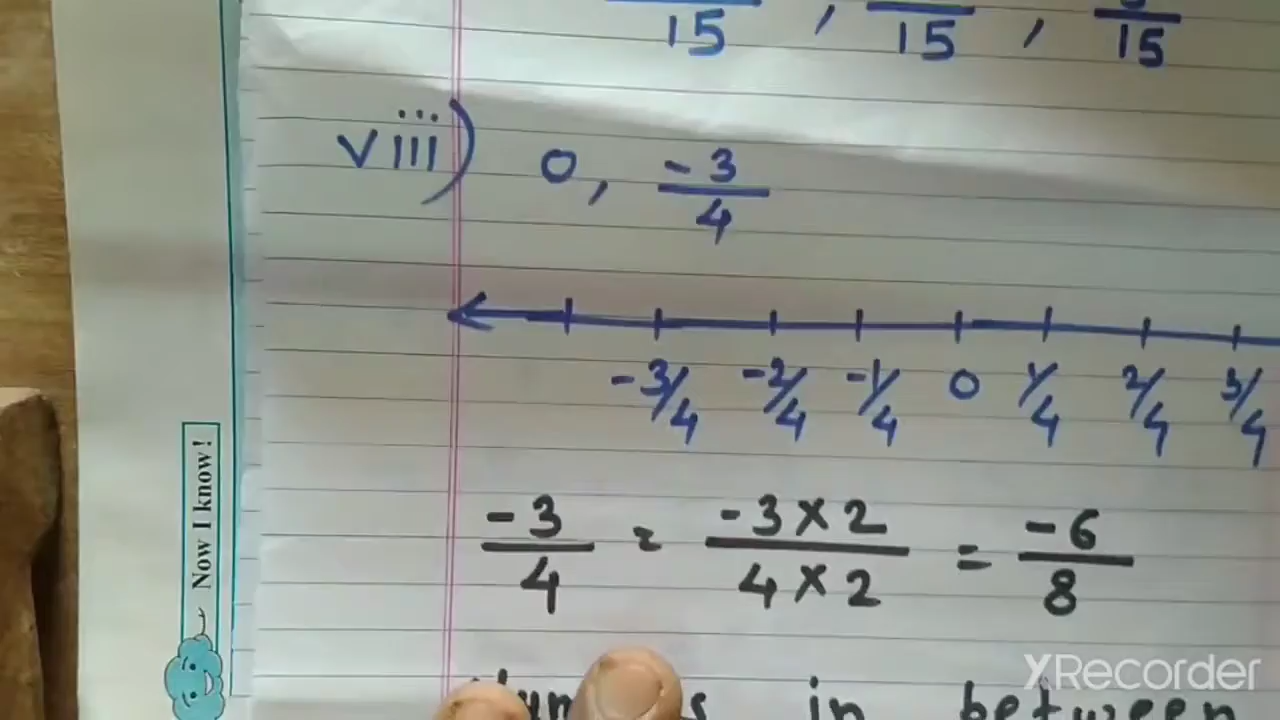 15 , 15 , 15
viii) 0, -3/4
-3/4 -2/4 -1/4 0 1/4 2/4 3/4
-3/4 = -3×2/4×2 = -6/8
in between
Now I know!
XRecorder